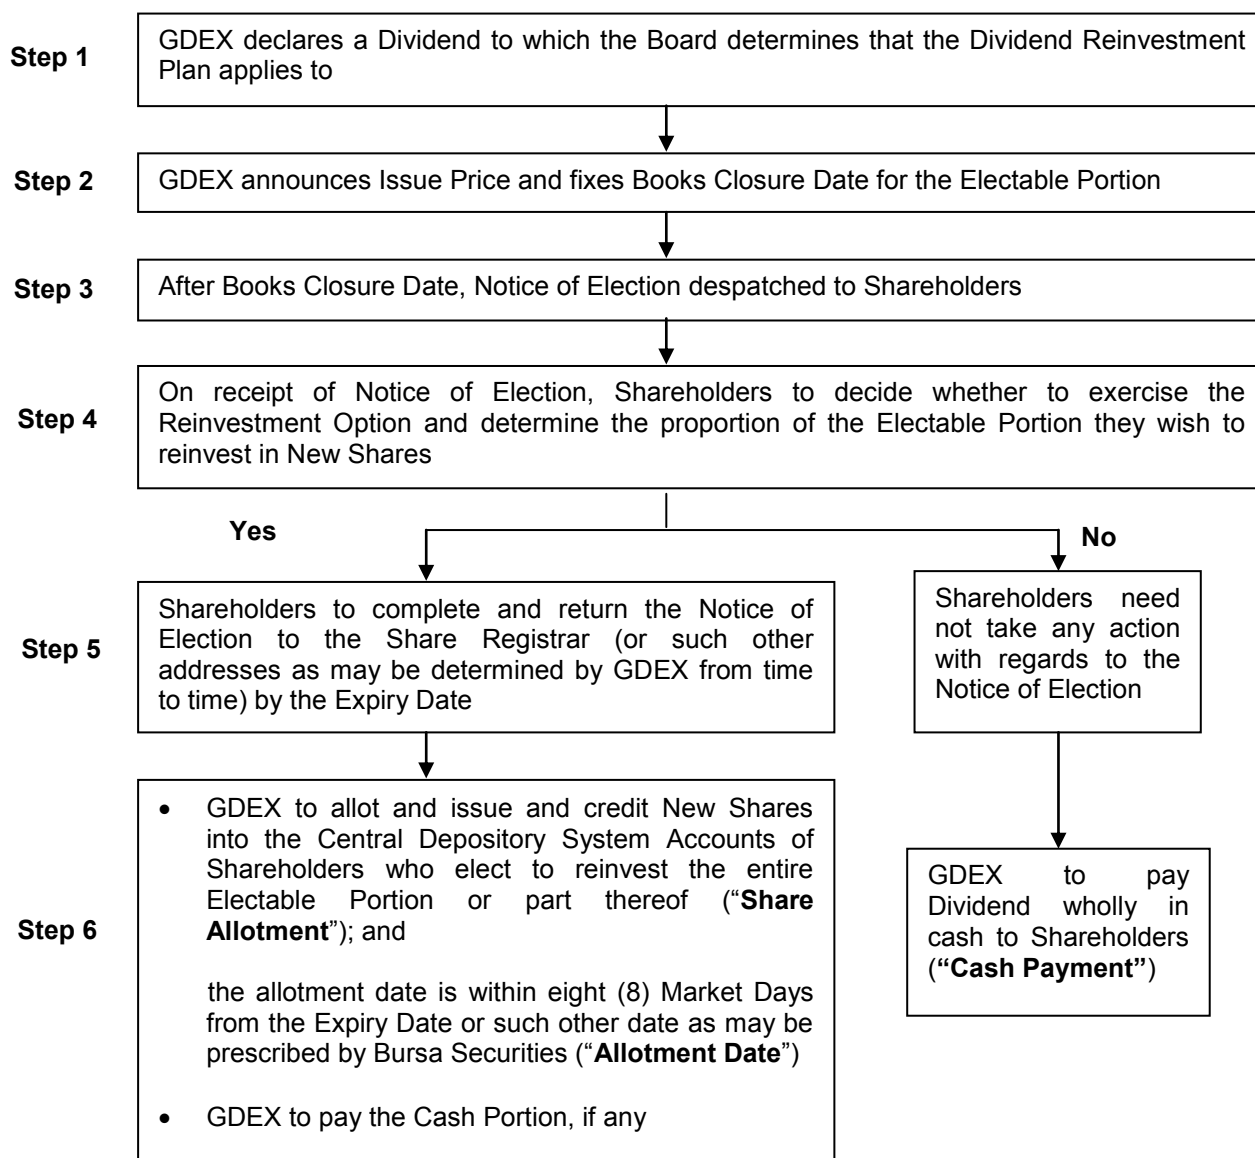 Step 1
GDEX declares a Dividend to which the Board determines that the Dividend Reinvestment
Plan applies to
Step 2
GDEX announces Issue Price and fixes Books Closure Date for the Electable Portion
Step 3
After Books Closure Date, Notice of Election despatched to Shareholders
Step 4
On receipt of Notice of Election, Shareholders to decide whether to exercise the
Reinvestment Option and determine the proportion of the Electable Portion they wish to
reinvest in New Shares
Yes
No
Step 5
Shareholders to complete and return the Notice of
Election to the Share Registrar (or such other
addresses as may be determined by GDEX from time
to time) by the Expiry Date
Shareholders need
not take any action
with regards to the
Notice of Election
Step 6
• GDEX to allot and issue and credit New Shares
into the Central Depository System Accounts of
Shareholders who elect to reinvest the entire
Electable Portion or part thereof (“Share
Allotment”); and
the allotment date is within eight (8) Market Days
from the Expiry Date or such other date as may be
prescribed by Bursa Securities (“Allotment Date”)
• GDEX to pay the Cash Portion, if any
GDEX to pay
Dividend wholly in
cash to Shareholders
(“Cash Payment”)